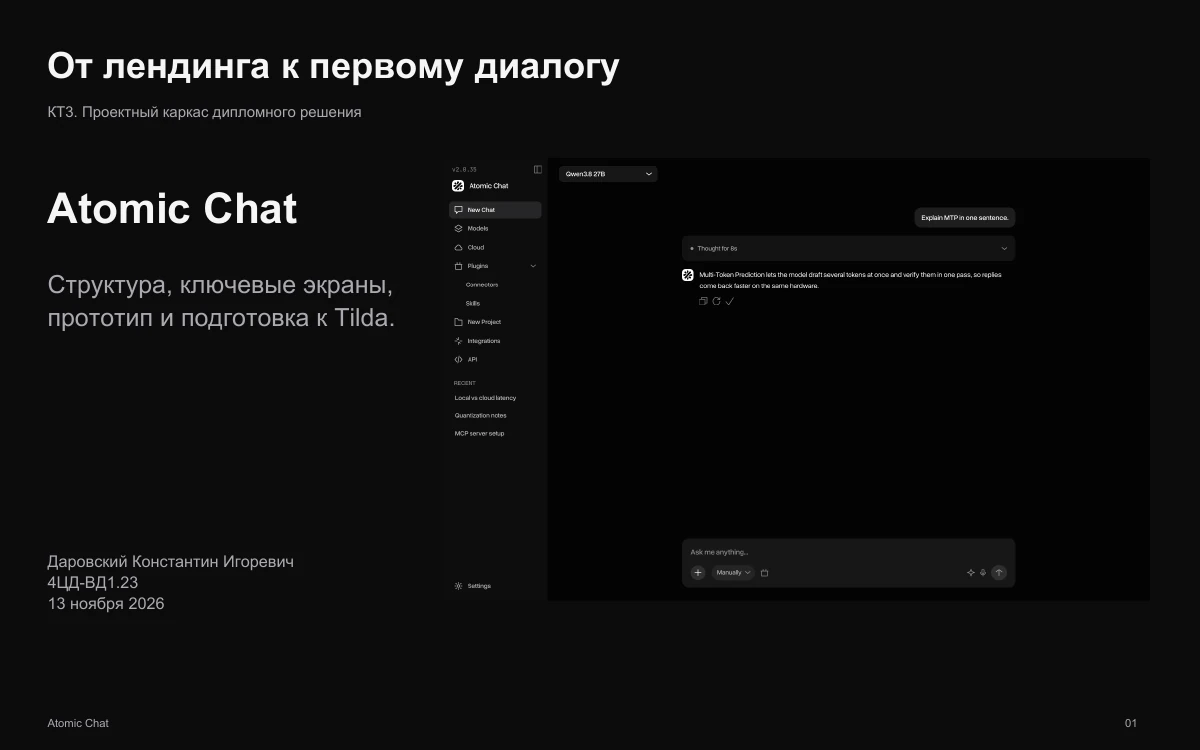 От лендинга к первому диалогу
КТ3. Проектный каркас дипломного решения
Atomic Chat
Структура, ключевые экраны,
прототип и подготовка к Tilda.
Даровский Константин Игоревич
4ЦД-ВД1.23
13 ноября 2026
v2.0.35
Atomic Chat
New Chat
Models
Cloud
Plugins
Connectors
Skills
New Project
Integrations
API
RECENT
Local vs cloud latency
Quantization notes
MCP server setup
Settings
Qwen3.8 27B
Explain MTP in one sentence.
Thought for 8s
Multi-Token Prediction lets the model draft several tokens at once and verify them in one pass, so replies
come back faster on the same hardware.
Ask me anything...
Manually
Atomic Chat
01